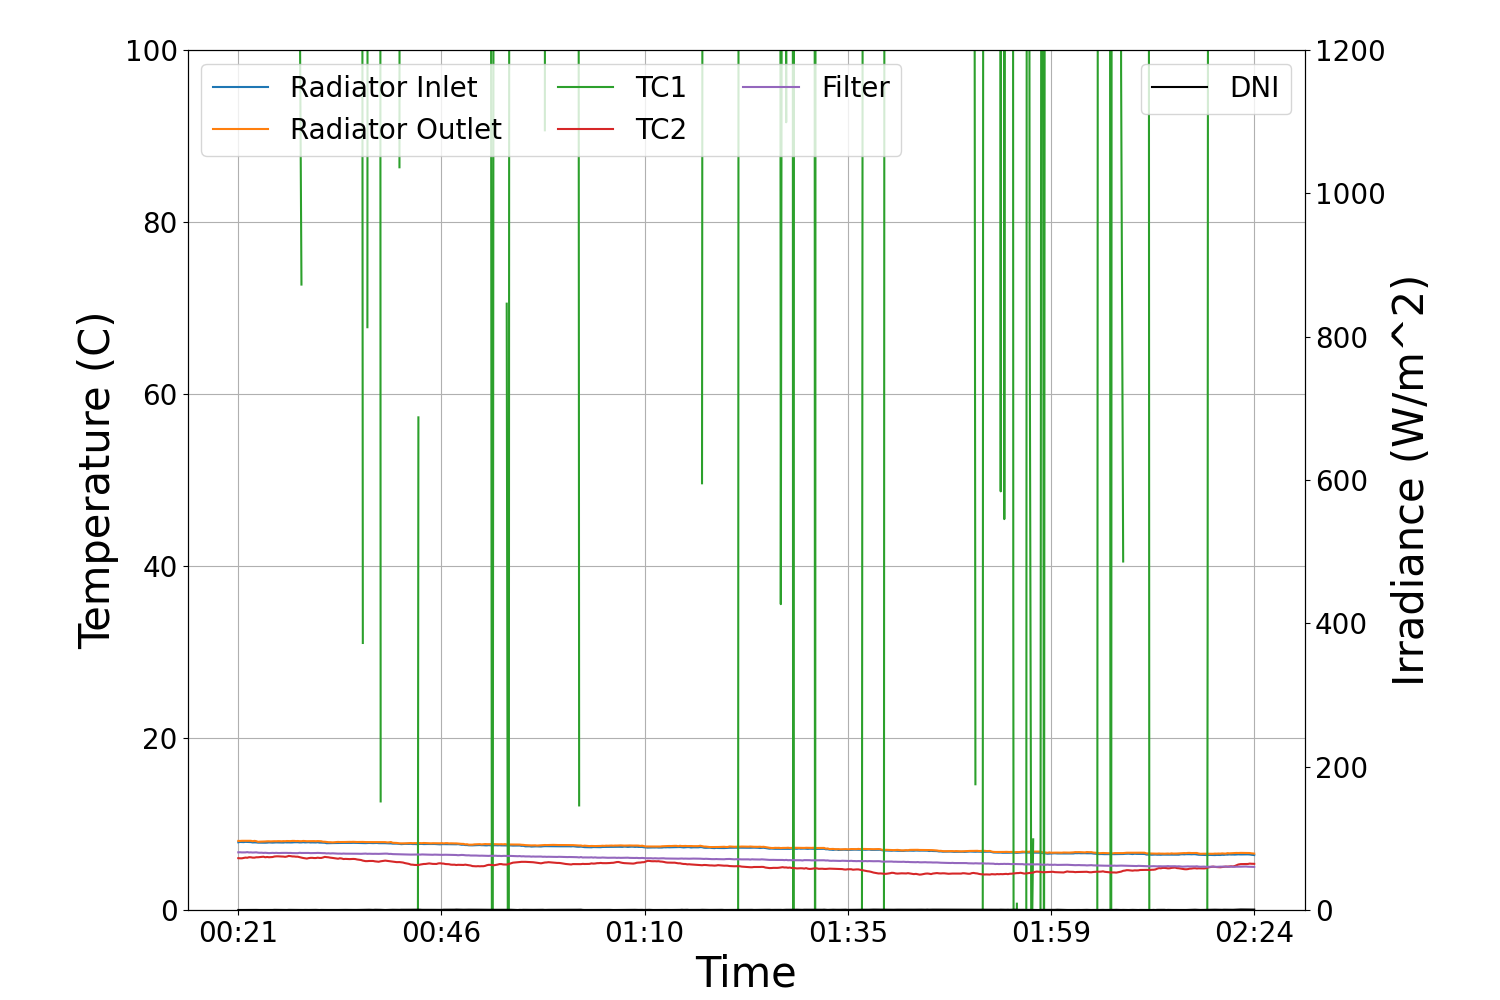 100
80
60
40
20
0
Temperature (C)
Radiator Inlet
Radiator Outlet
TC1
TC2
Filter
DNI
1200
1000
800
600
400
200
0
Irradiance (W/m^2)
00:21
00:46
01:10
01:35
01:59
02:24
Time